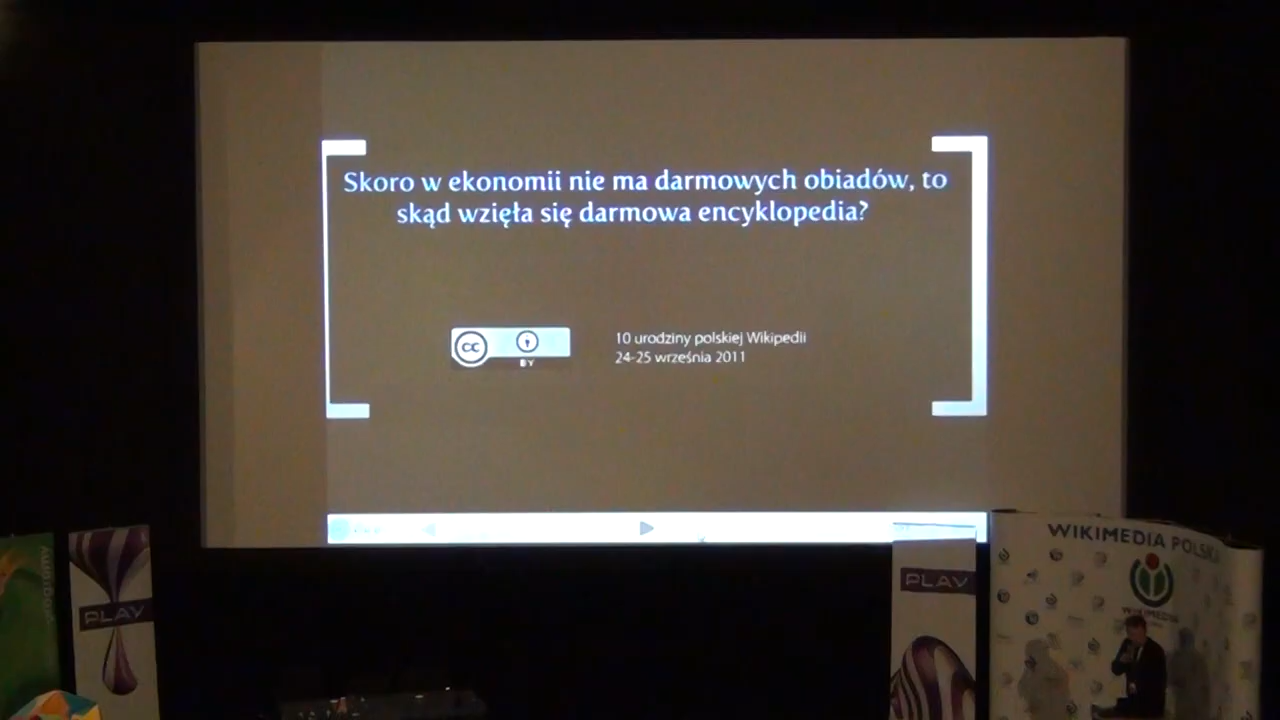 Skoro w ekonomii nie ma darmowych obiadów, to
skąd wzięła się darmowa encyklopedia?
cc
BY
10 urodziny polskiej Wikipedii
24-25 września 2011
PLAY
PLAY
WIKIMEDIA POLSKA
WIKIMEDIA